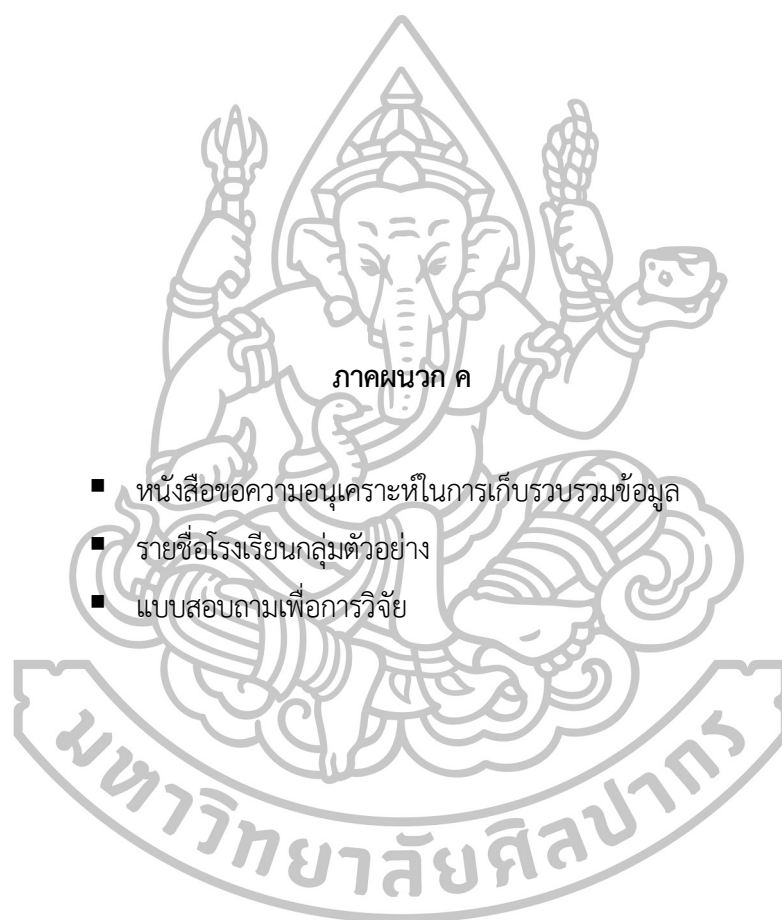 ภาคผนวก ค
▪ หนังสือขอความอนุเคราะห์ในการเก็บรวบรวมข้อมูล
▪ รายชื่อโรงเรียนกลุ่มตัวอย่าง
▪ แบบสอบถามเพื่อการวิจัย
มหาวิทยาลัยศิลปากร